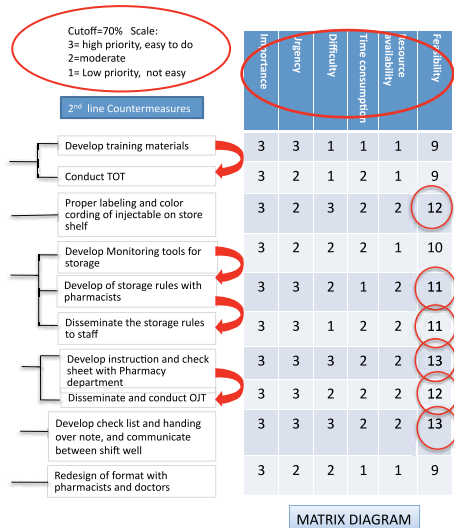 Cutoff=70% Scale:
3= high priority, easy to do
2=moderate
1= Low priority, not easy
Importance
Urgency
Difficulty
Time consumption
Resource
availability
Feasibility
2nd line Countermeasures
Develop training materials
3 3 1 1 1 9
Conduct TOT
3 2 1 2 1 9
Proper labeling and color
cording of injectable on store
shelf
3 2 3 2 2 12
Develop Monitoring tools for
storage
3 2 2 2 1 10
Develop of storage rules with
pharmacists
3 3 2 1 2 11
Disseminate the storage rules
to staff
3 3 1 2 2 11
Develop instruction and check
sheet with Pharmacy
department
3 3 3 2 2 13
Disseminate and conduct OJT
3 3 2 2 2 12
Develop check list and handing
over note, and communicate
between shift well
3 3 3 2 2 13
Redesign of format with
pharmacists and doctors
3 2 2 1 1 9
MATRIX DIAGRAM